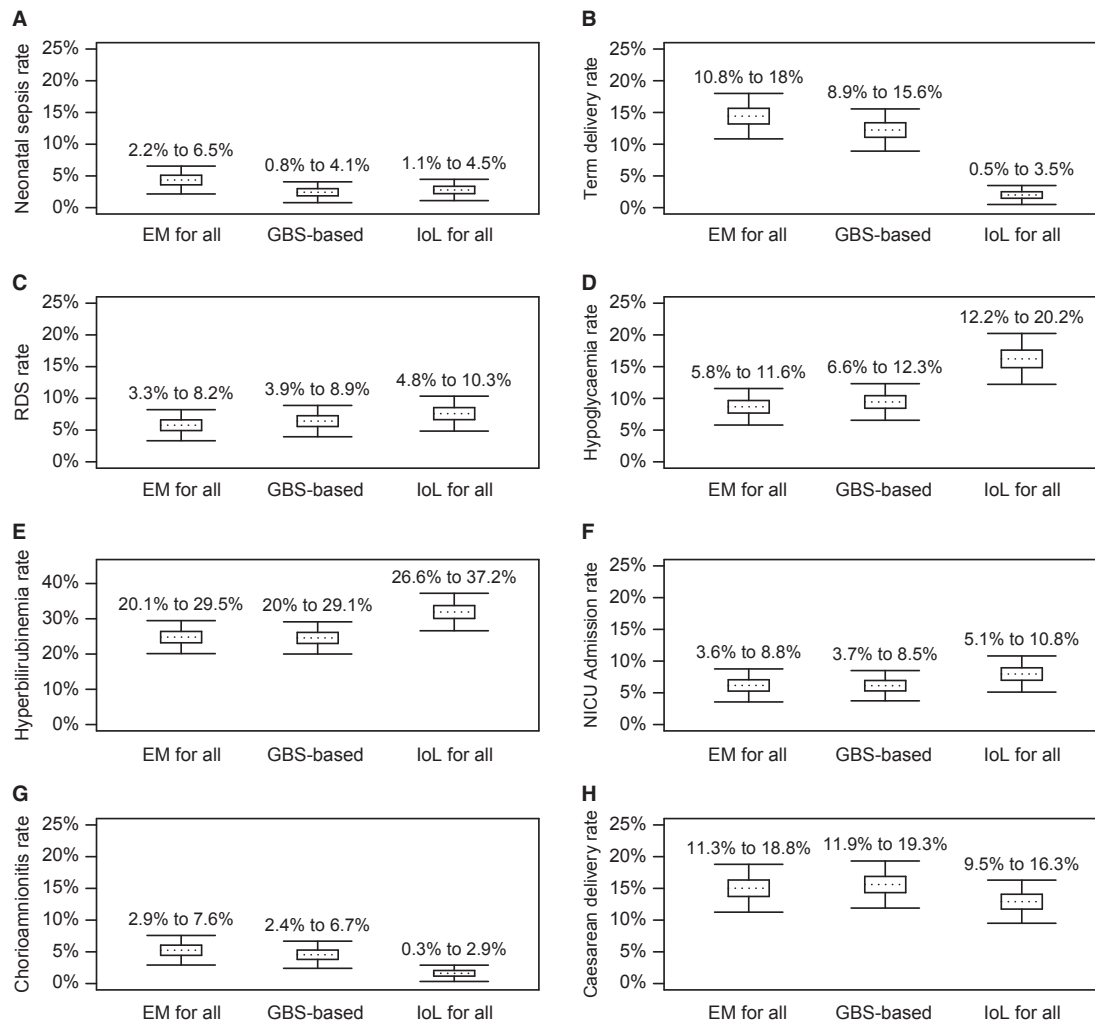 A
Neonatal sepsis rate
25%
20%
15%
10%
5%
0%
2.2% to 6.5%
0.8% to 4.1%
1.1% to 4.5%
EM for all GBS-based IoL for all
B
Term delivery rate
25%
20%
15%
10%
5%
0%
10.8% to 18%
8.9% to 15.6%
0.5% to 3.5%
EM for all GBS-based IoL for all
C
RDS rate
25%
20%
15%
10%
5%
0%
3.3% to 8.2%
3.9% to 8.9%
4.8% to 10.3%
EM for all GBS-based IoL for all
D
Hypoglycaemia rate
25%
20%
15%
10%
5%
0%
5.8% to 11.6%
6.6% to 12.3%
12.2% to 20.2%
EM for all GBS-based IoL for all
E
Hyperbilirubinemia rate
40%
30%
20%
10%
0%
20.1% to 29.5%
20% to 29.1%
26.6% to 37.2%
EM for all GBS-based IoL for all
F
NICU Admission rate
25%
20%
15%
10%
5%
0%
3.6% to 8.8%
3.7% to 8.5%
5.1% to 10.8%
EM for all GBS-based IoL for all
G
Chorioamnionitis rate
25%
20%
15%
10%
5%
0%
2.9% to 7.6%
2.4% to 6.7%
0.3% to 2.9%
EM for all GBS-based IoL for all
H
Caesarean delivery rate
25%
20%
15%
10%
5%
0%
11.3% to 18.8%
11.9% to 19.3%
9.5% to 16.3%
EM for all GBS-based IoL for all